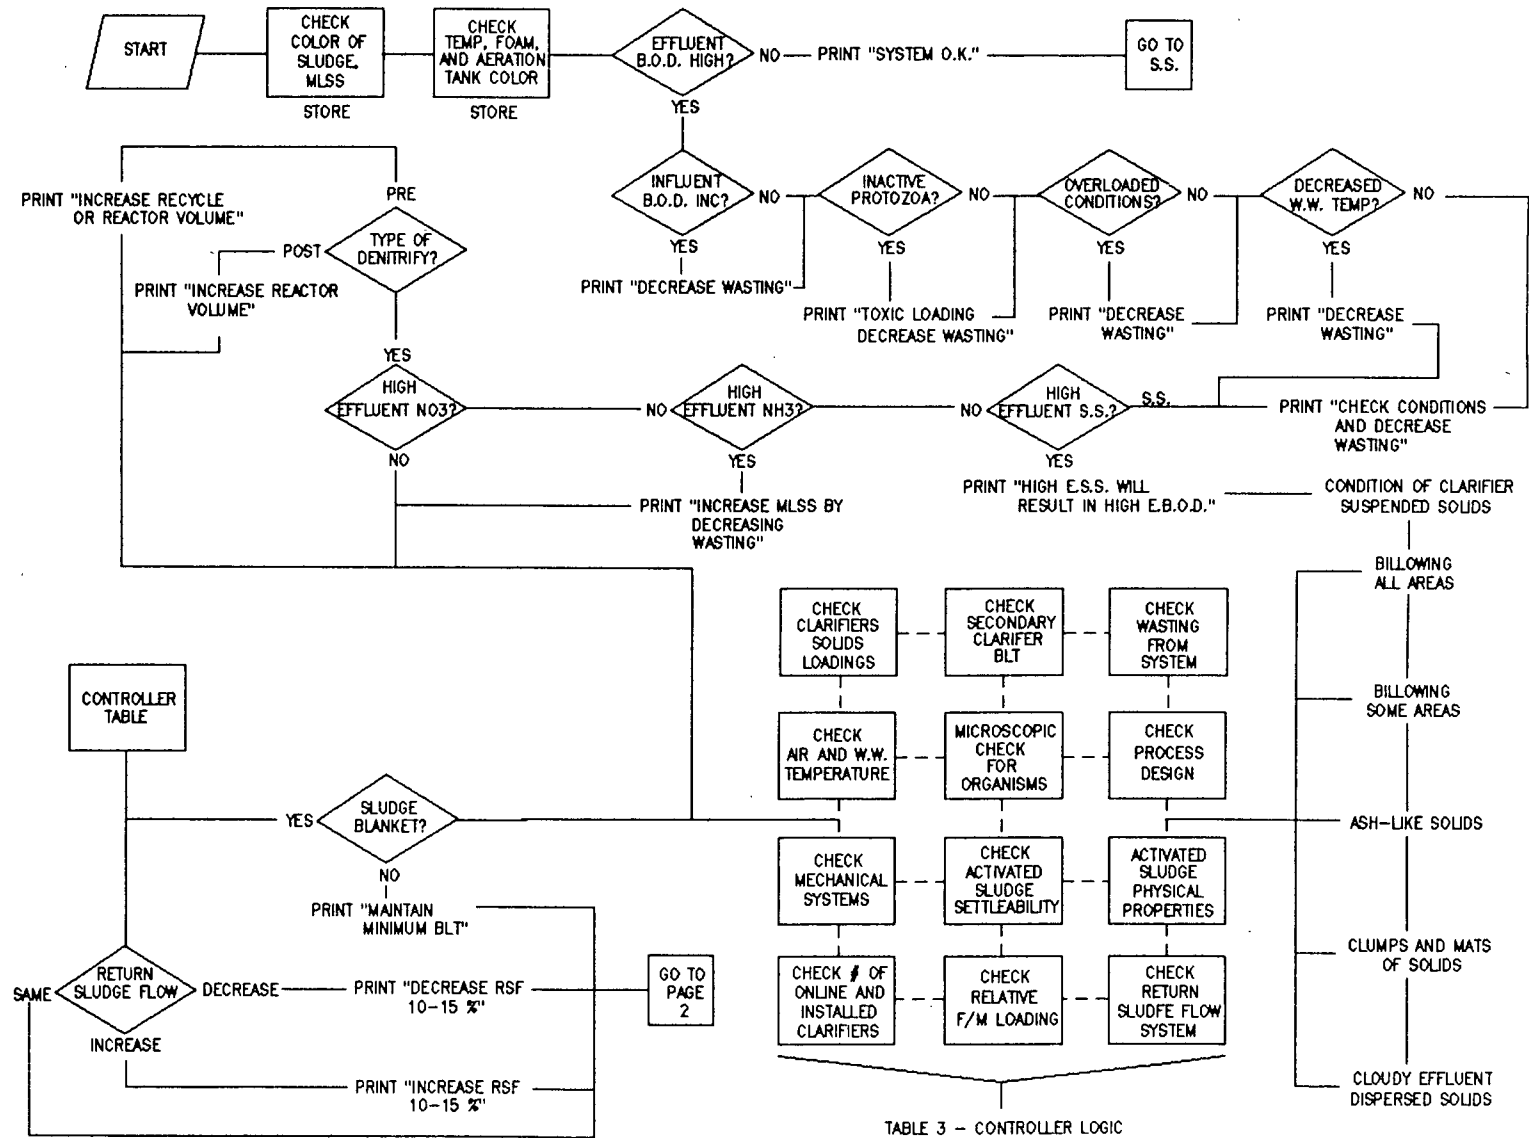 START
CHECK
COLOR OF
SLUDGE,
MLSS
STORE
CHECK
TEMP, FOAM,
AND AERATION
TANK COLOR
STORE
EFFLUENT
B.O.D. HIGH?
NO
PRINT "SYSTEM O.K."
GO TO
S.S.
YES
INFLUENT
B.O.D. INC?
NO
YES
PRINT "DECREASE WASTING"
INACTIVE
PROTOZOA?
NO
YES
PRINT "TOXIC LOADING
DECREASE WASTING"
OVERLOADED
CONDITIONS?
NO
YES
PRINT "DECREASE
WASTING"
DECREASED
W.W. TEMP?
NO
YES
PRINT "DECREASE
WASTING"
PRINT "INCREASE RECYCLE
OR REACTOR VOLUME"
PRE
TYPE OF
DENITRIFY?
POST
PRINT "INCREASE REACTOR
VOLUME"
YES
HIGH
EFFLUENT NO3?
NO
NO
HIGH
EFFLUENT NH3?
YES
PRINT "INCREASE MLSS BY
DECREASING
WASTING"
NO
HIGH
EFFLUENT S.S.?
S.S.
PRINT "CHECK CONDITIONS
AND DECREASE
WASTING"
YES
PRINT "HIGH E.S.S. WILL
RESULT IN HIGH E.B.O.D."
CONDITION OF CLARIFIER
SUSPENDED SOLIDS
BILLOWING
ALL AREAS
BILLOWING
SOME AREAS
ASH-LIKE SOLIDS
CLUMPS AND MATS
OF SOLIDS
CLOUDY EFFLUENT
DISPERSED SOLIDS
CHECK
CLARIFIERS
SOLIDS
LOADINGS
CHECK
SECONDARY
CLARIFER
BLT
CHECK
WASTING
FROM
SYSTEM
CHECK
AIR AND W.W.
TEMPERATURE
MICROSCOPIC
CHECK
FOR
ORGANISMS
CHECK
PROCESS
DESIGN
CHECK
MECHANICAL
SYSTEMS
CHECK
ACTIVATED
SLUDGE
SETTLEABILITY
ACTIVATED
SLUDGE
PHYSICAL
PROPERTIES
CHECK # OF
ONLINE AND
INSTALLED
CLARIFIERS
CHECK
RELATIVE
F/M LOADING
CHECK
RETURN
SLUDFE FLOW
SYSTEM
TABLE 3 - CONTROLLER LOGIC
CONTROLLER
TABLE
YES
SLUDGE
BLANKET?
NO
PRINT "MAINTAIN
MINIMUM BLT"
SAME
RETURN
SLUDGE FLOW
DECREASE
PRINT "DECREASE RSF
10-15 %"
GO TO
PAGE
2
INCREASE
PRINT "INCREASE RSF
10-15 %"